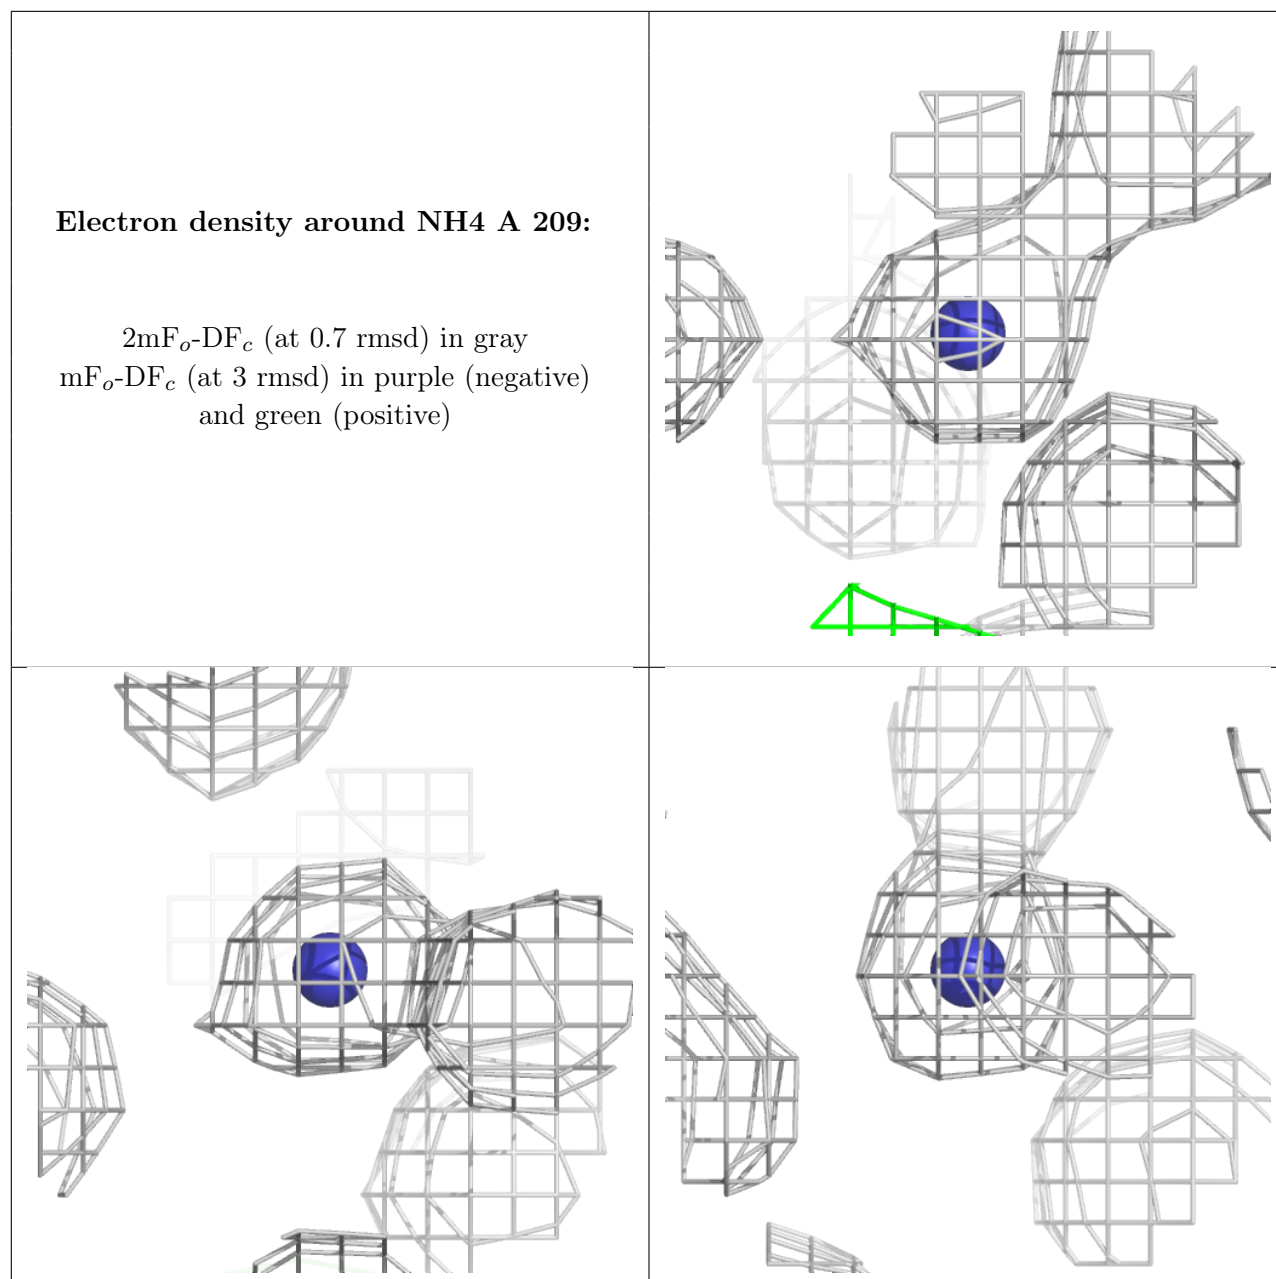 Electron density around NH4 A 209:
2mFo-DFc (at 0.7 rmsd) in gray
mFo-DFc (at 3 rmsd) in purple (negative)
and green (positive)